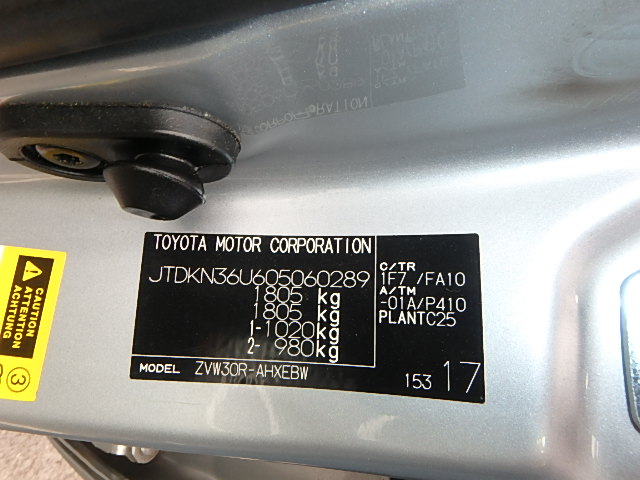 TOYOTA MOTOR CORPORATION
JTDKN36U605060289
1805 kg
1805 kg
1-1020kg
2- 980kg
C/TR
1F7 /FA10
A/TM
-01A/P410
PLANTC25
MODEL ZVW30R-AHXEBW
153 17
CAUTION
ATTENTION
ACHTUNG
3